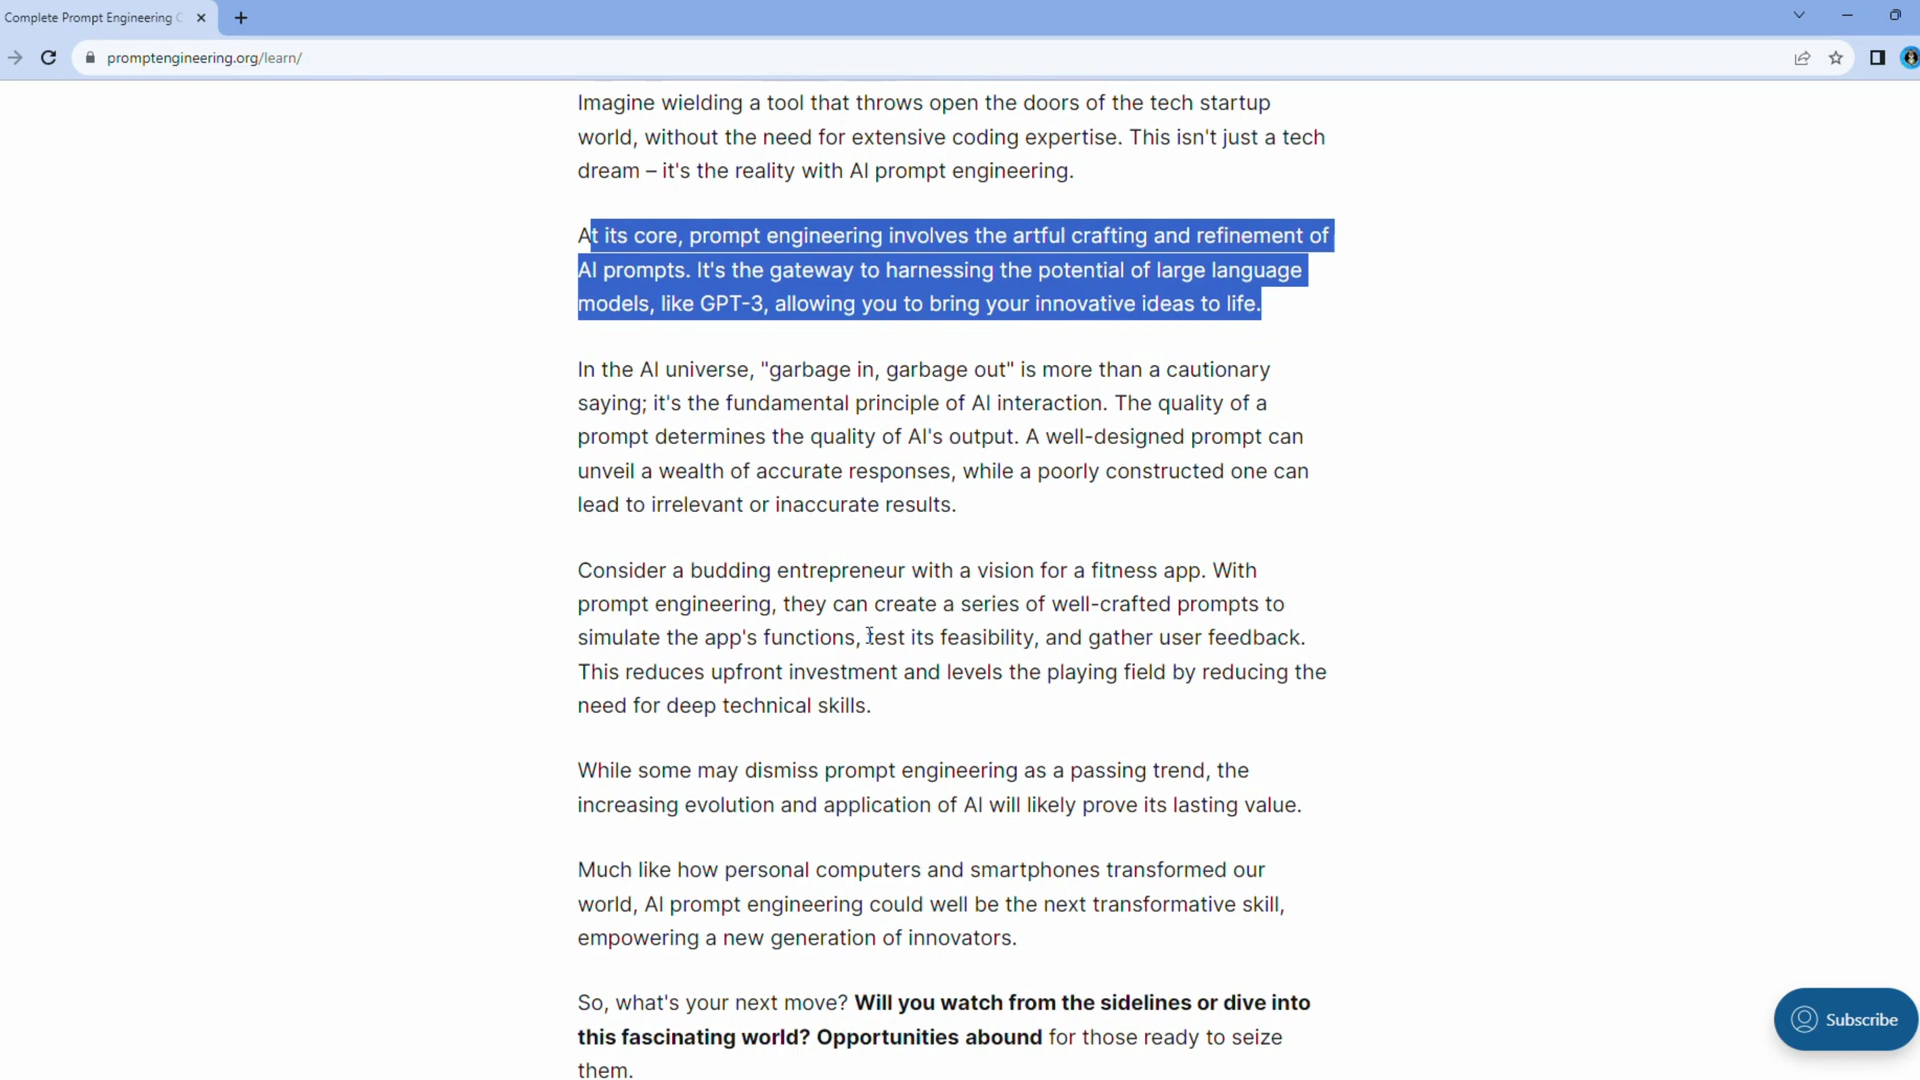 Complete Prompt Engineering C
promptengineering.org/learn/
Imagine wielding a tool that throws open the doors of the tech startup
world, without the need for extensive coding expertise. This isn't just a tech
dream – it's the reality with AI prompt engineering.
At its core, prompt engineering involves the artful crafting and refinement of
AI prompts. It's the gateway to harnessing the potential of large language
models, like GPT-3, allowing you to bring your innovative ideas to life.
In the AI universe, "garbage in, garbage out" is more than a cautionary
saying; it's the fundamental principle of AI interaction. The quality of a
prompt determines the quality of AI's output. A well-designed prompt can
unveil a wealth of accurate responses, while a poorly constructed one can
lead to irrelevant or inaccurate results.
Consider a budding entrepreneur with a vision for a fitness app. With
prompt engineering, they can create a series of well-crafted prompts to
simulate the app's functions, test its feasibility, and gather user feedback.
This reduces upfront investment and levels the playing field by reducing the
need for deep technical skills.
While some may dismiss prompt engineering as a passing trend, the
increasing evolution and application of AI will likely prove its lasting value.
Much like how personal computers and smartphones transformed our
world, AI prompt engineering could well be the next transformative skill,
empowering a new generation of innovators.
So, what's your next move? Will you watch from the sidelines or dive into
this fascinating world? Opportunities abound for those ready to seize
them.
Subscribe